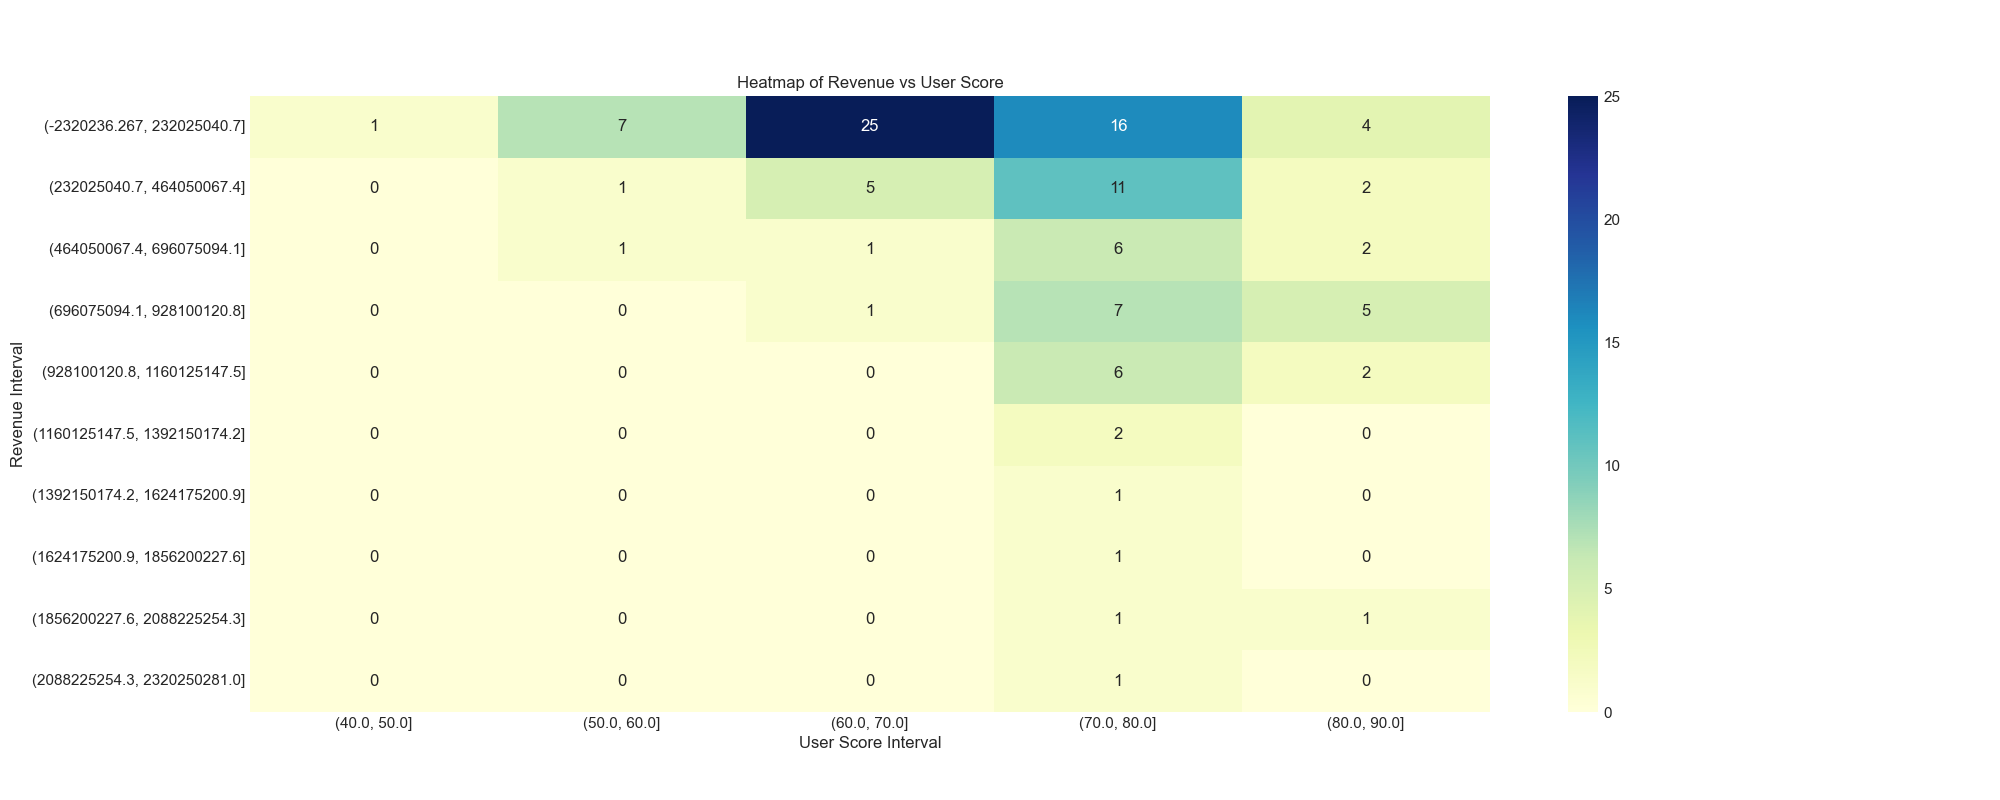 Heatmap of Revenue vs User Score
(-2320236.267, 232025040.7] 1 7 25 16 4
(232025040.7, 464050067.4] 0 1 5 11 2
(464050067.4, 696075094.1] 0 1 1 6 2
(696075094.1, 928100120.8] 0 0 1 7 5
(928100120.8, 1160125147.5] 0 0 0 6 2
(1160125147.5, 1392150174.2] 0 0 0 2 0
(1392150174.2, 1624175200.9] 0 0 0 1 0
(1624175200.9, 1856200227.6] 0 0 0 1 0
(1856200227.6, 2088225254.3] 0 0 0 1 1
(2088225254.3, 2320250281.0] 0 0 0 1 0
Revenue Interval
(40.0, 50.0] (50.0, 60.0] (60.0, 70.0] (70.0, 80.0] (80.0, 90.0]
User Score Interval
25
20
15
10
5
0